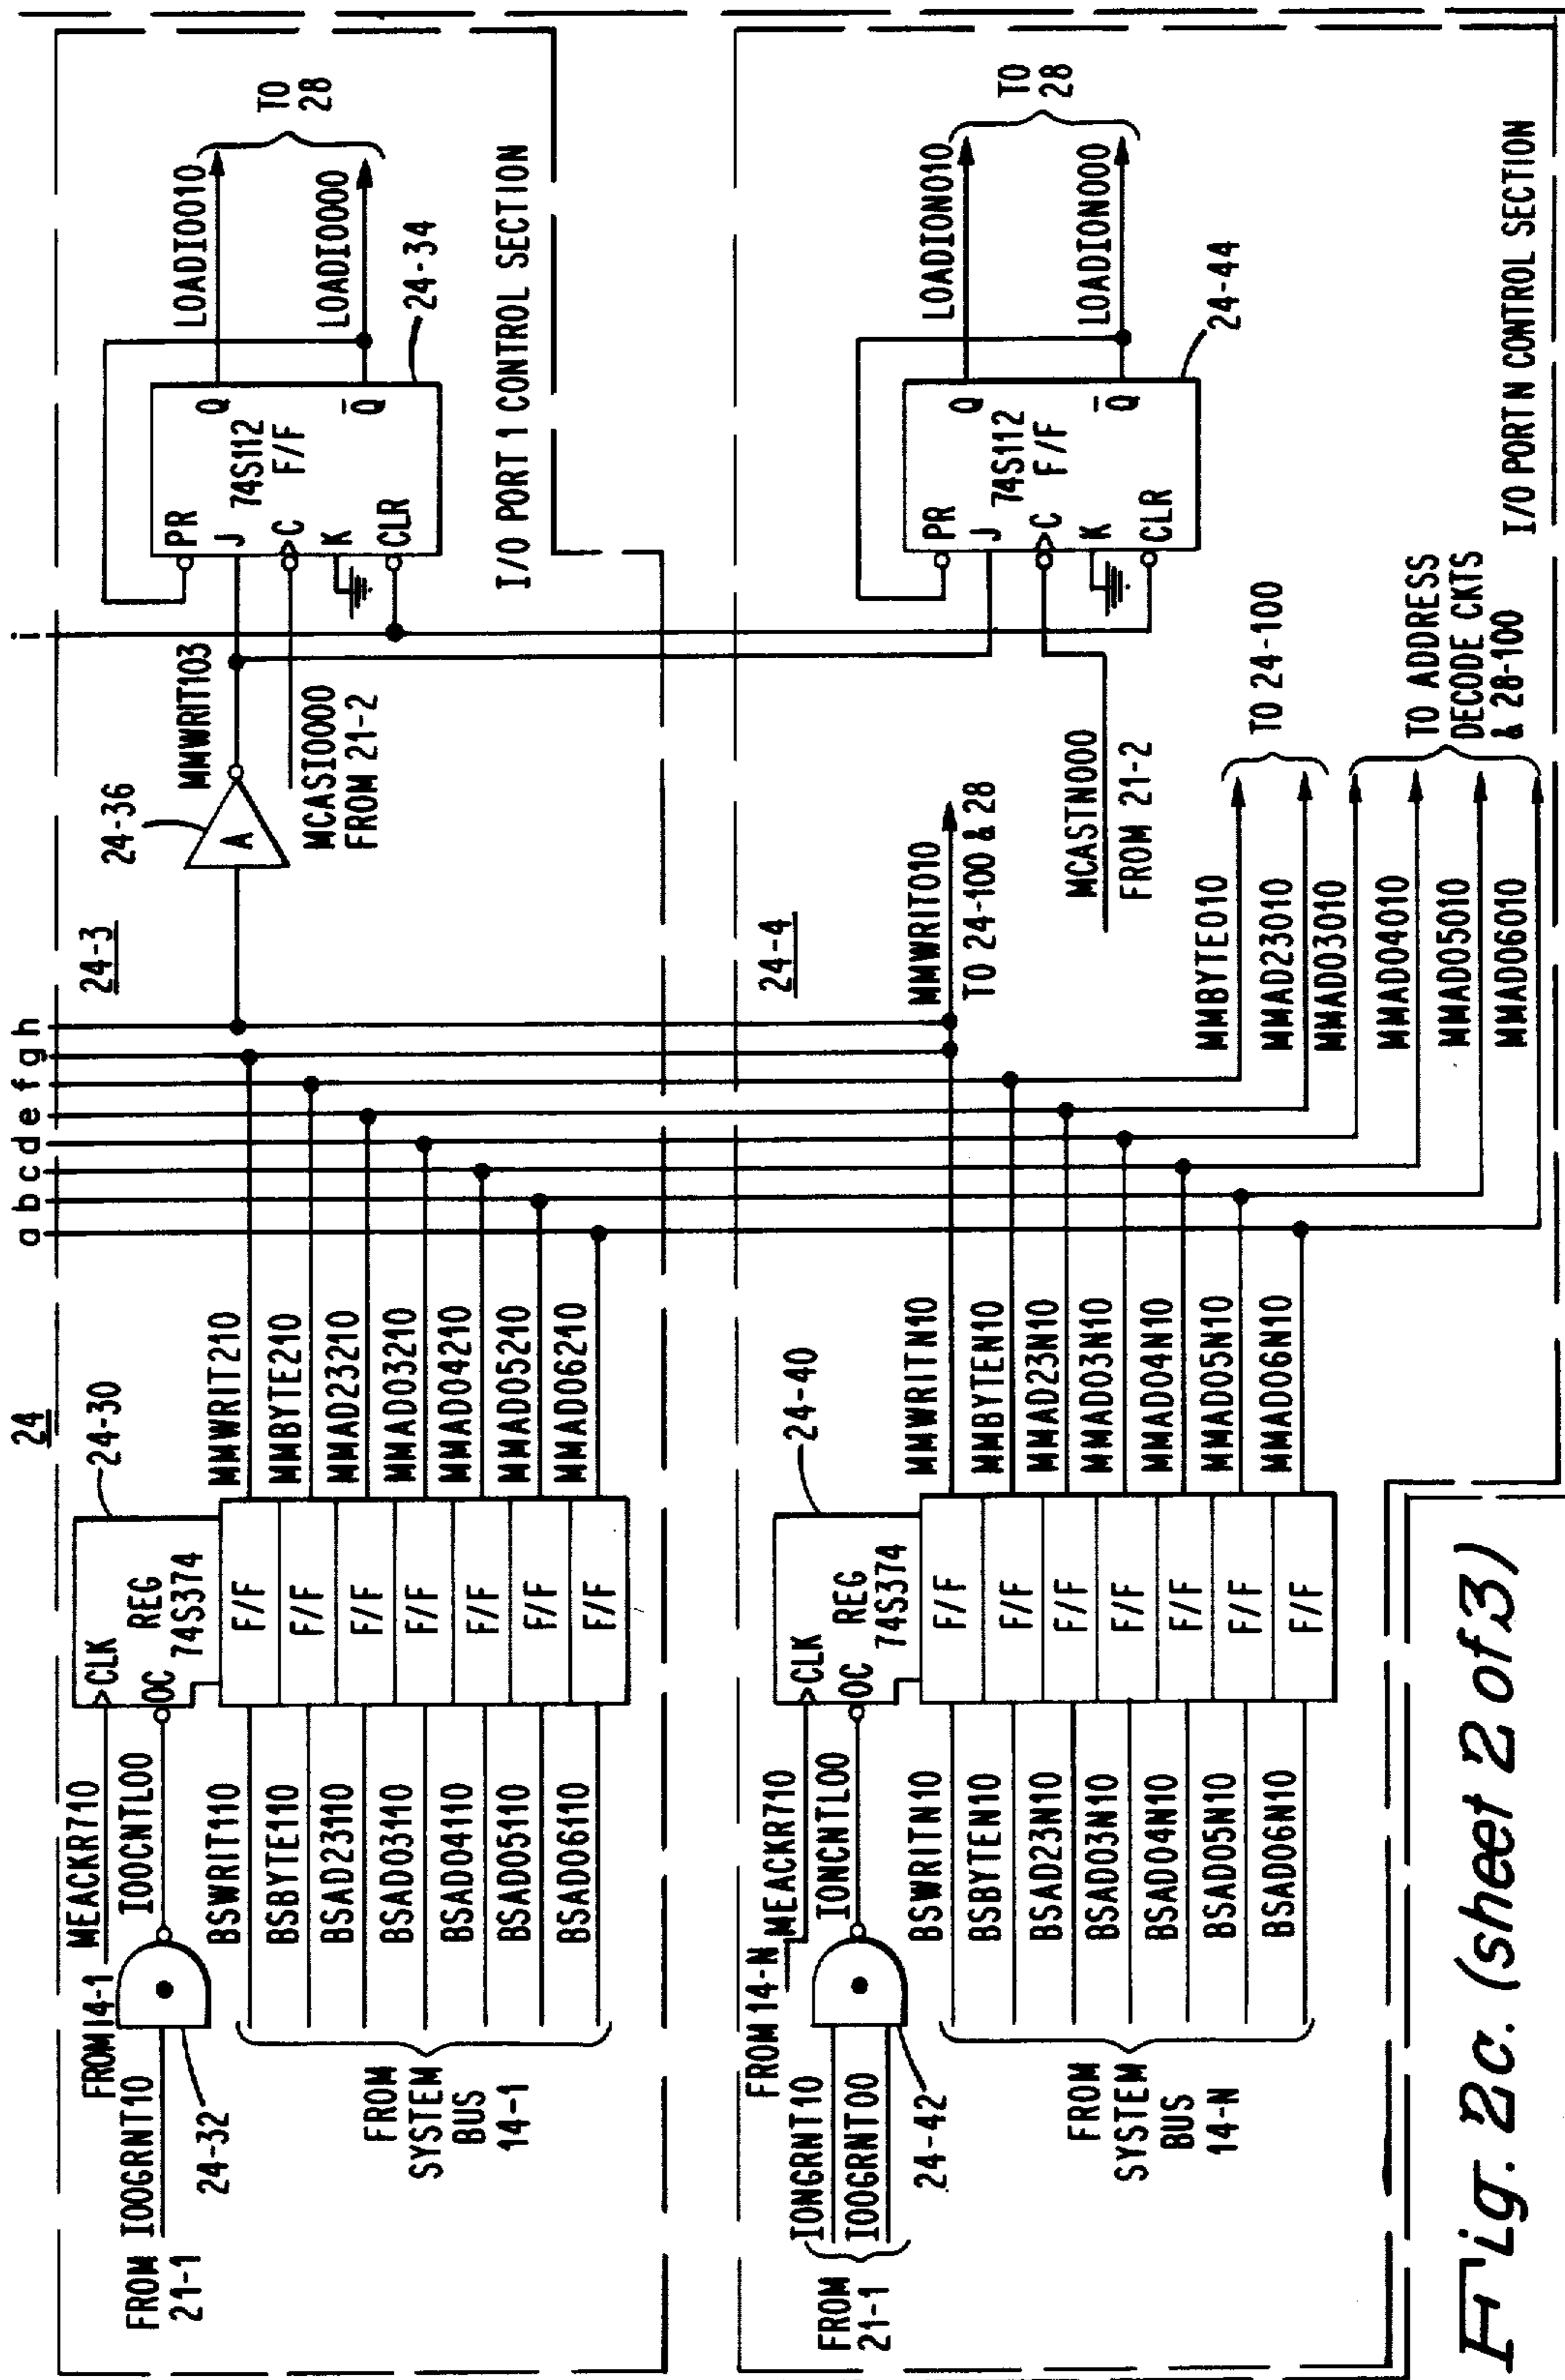 24
a b c d e f g h i
24-30
24-3
24-36
CLK
OC
REG
74S374
F/F
F/F
F/F
F/F
F/F
F/F
F/F
FROM 14-1
MEACKR710
FROM
21-1
IOOGRNT10
IOOCNTL00
24-32
BSWRIT110
BSBYTE110
BSAD23110
BSAD03110
BSAD04110
BSAD05110
BSAD06110
FROM
SYSTEM
BUS
14-1
MMWRIT210
MMBYTE210
MMAD23210
MMAD03210
MMAD04210
MMAD05210
MMAD06210
A
MMWRIT103
MCASI0000
FROM 21-2
PR
J
C
K
CLR
74S112
F/F
Q
Q̅
LOADIO010
LOADIO000
TO
28
24-34
I/O PORT 1 CONTROL SECTION
24-4
24-40
CLK
OC
REG
74S374
F/F
F/F
F/F
F/F
F/F
F/F
F/F
FROM 14-N
MEACKR710
FROM
21-1
IONGRNT10
IOOGRNT00
IONCNTL00
24-42
BSWRITN10
BSBYTEN10
BSAD23N10
BSAD03N10
BSAD04N10
BSAD05N10
BSAD06N10
FROM
SYSTEM
BUS
14-N
MMWRITN10
MMBYTEN10
MMAD23N10
MMAD03N10
MMAD04N10
MMAD05N10
MMAD06N10
MMWRIT010
TO 24-100 & 28
MCASTN000
FROM 21-2
PR
J
C
K
CLR
74S112
F/F
Q
Q̅
LOADION010
LOADION000
TO
28
24-44
MMBYTE010
MMAD23010
MMAD03010
MMAD04010
MMAD05010
MMAD06010
TO 24-100
TO ADDRESS
DECODE CKTS
& 28-100
I/O PORT N CONTROL SECTION
Fig. 2c. (sheet 2 of 3)